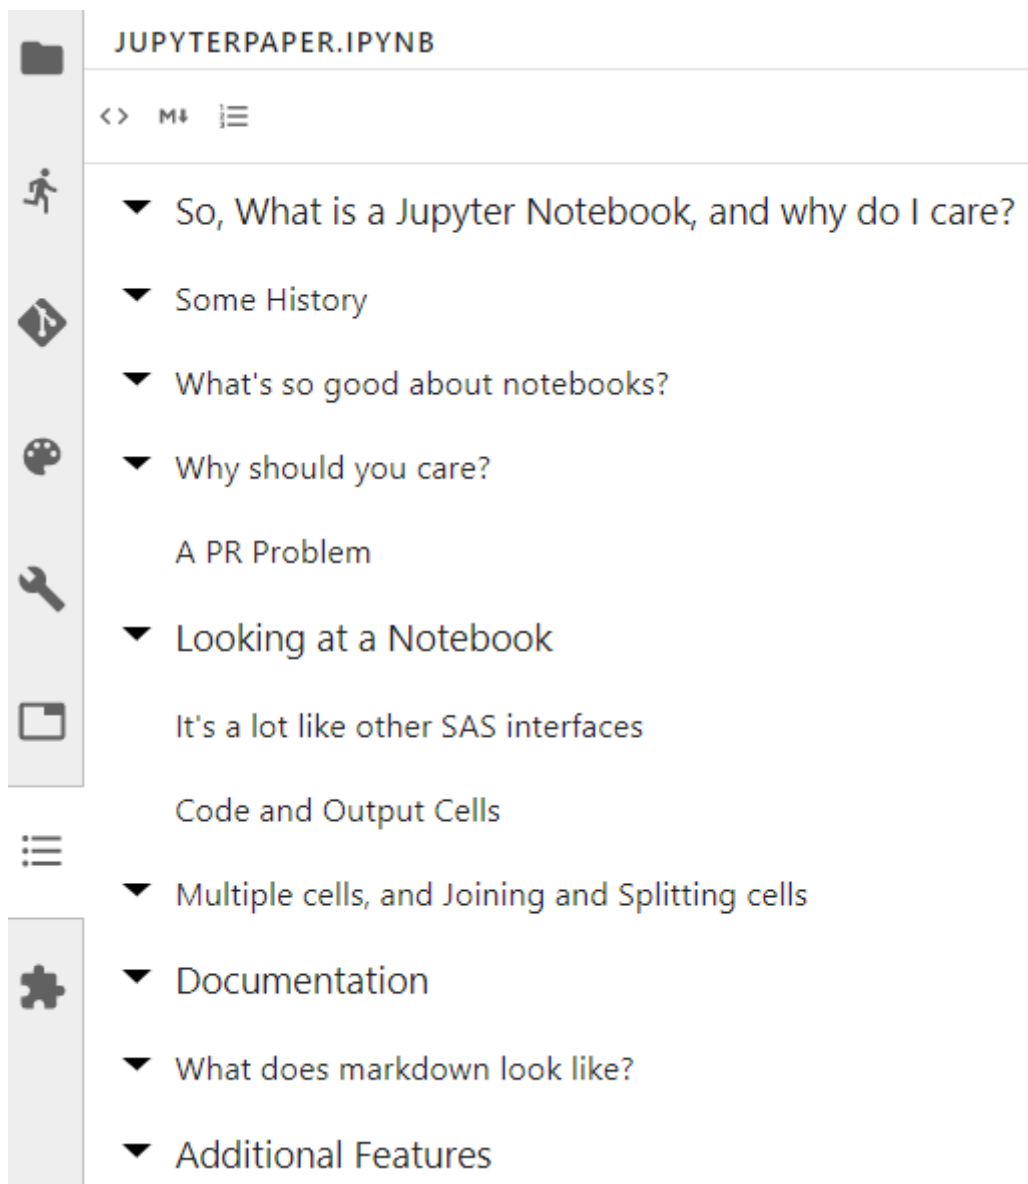 JUPYTERPAPER.IPYNB
<> M↓
So, What is a Jupyter Notebook, and why do I care?
Some History
What's so good about notebooks?
Why should you care?
A PR Problem
Looking at a Notebook
It's a lot like other SAS interfaces
Code and Output Cells
Multiple cells, and Joining and Splitting cells
Documentation
What does markdown look like?
Additional Features